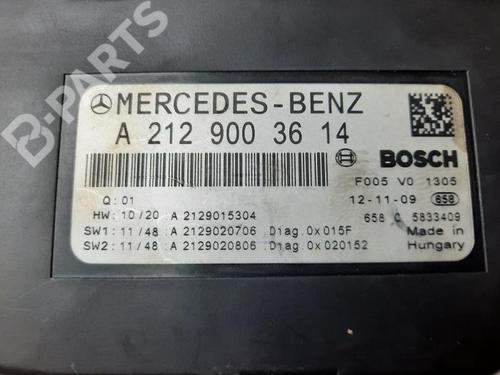 B-PARTS
MERCEDES-BENZ
A 212 900 36 14
BOSCH
Q: 01
F005 V0 1305
12-11-09 658
HW: 10/20 A 2129015304
658 C 5833409
SW1: 11/48 A 2129020706 Diag.0x015F
Made in
SW2: 11/48 A 2129020806 Diag.0x020152
Hungary